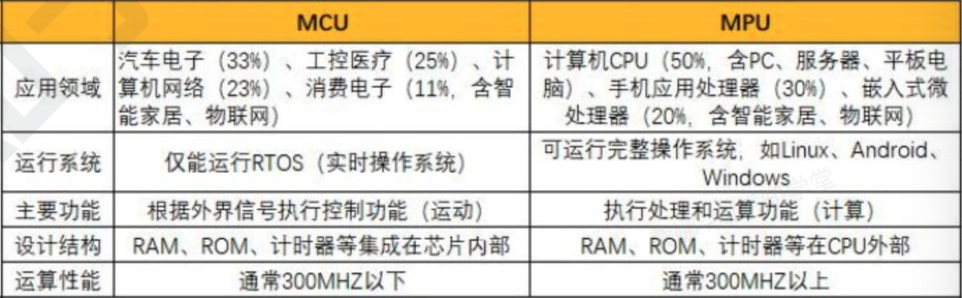 MCU MPU
应用领域
汽车电子（33%）、工控医疗（25%）、计
算机网络（23%）、消费电子（11%，含智
能家居、物联网）
计算机CPU（50%，含PC、服务器、平板电
脑）、手机应用处理器（30%）、嵌入式微
处理器（20%，含智能家居、物联网）
运行系统
仅能运行RTOS（实时操作系统）
可运行完整操作系统，如Linux、Android、
Windows
主要功能
根据外界信号执行控制功能（运动）
执行处理和运算功能（计算）
设计结构
RAM、ROM、计时器等集成在芯片内部
RAM、ROM、计时器等在CPU外部
运算性能
通常300MHZ以下
通常300MHZ以上